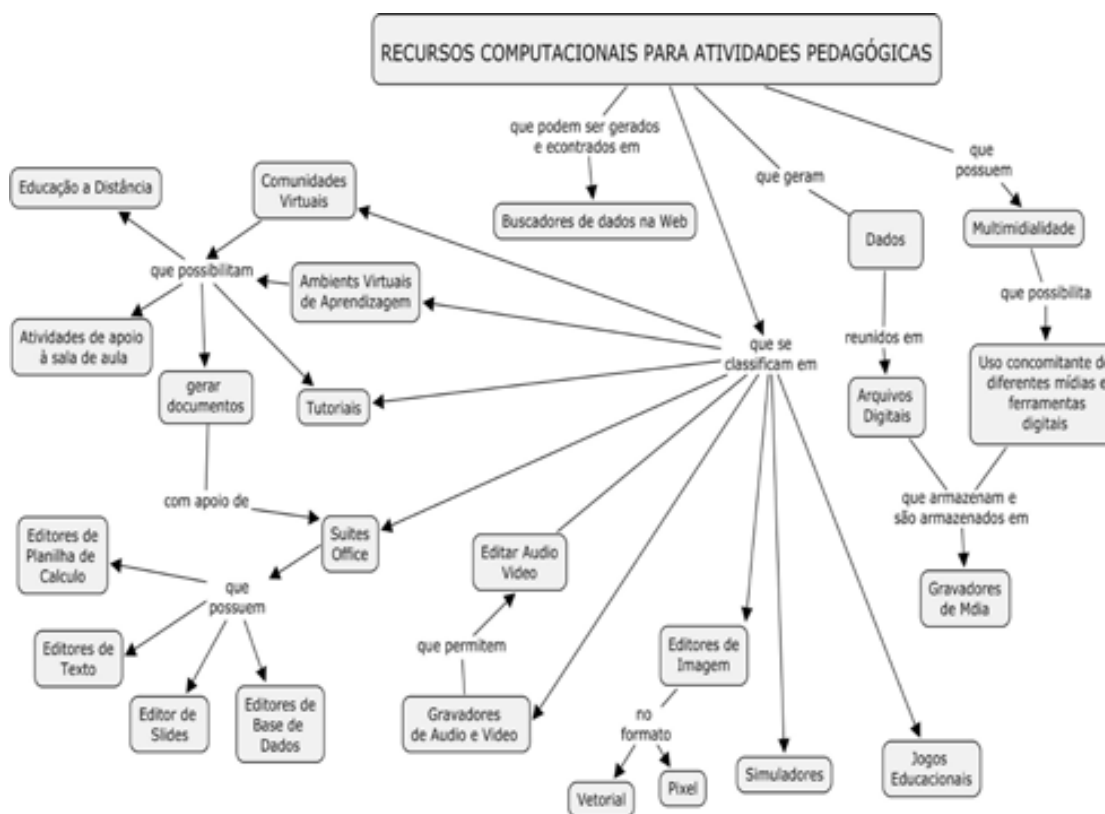 RECURSOS COMPUTACIONAIS PARA ATIVIDADES PEDAGÓGICAS
que podem ser gerados
e econtrados em
Buscadores de dados na Web
que geram
Dados
reunidos em
Arquivos
Digitais
que
possuem
Multimidialidade
que possibilita
Uso concomitante de
diferentes mídias e
ferramentas
digitais
que armazenam e
são armazenados em
Gravadores
de Mdia
que se
classificam em
Comunidades
Virtuais
Educação a Distância
que possibilitam
Ambients Virtuais
de Aprendizagem
Atividades de apoio
à sala de aula
gerar
documentos
Tutoriais
com apoio de
Suites
Office
que
possuem
Editores de
Planilha de
Calculo
Editores de
Texto
Editor de
Slides
Editores de
Base de
Dados
Editar Audio
Video
que permitem
Gravadores
de Audio e Video
Editores de
Imagem
no
formato
Vetorial
Pixel
Simuladores
Jogos
Educacionais